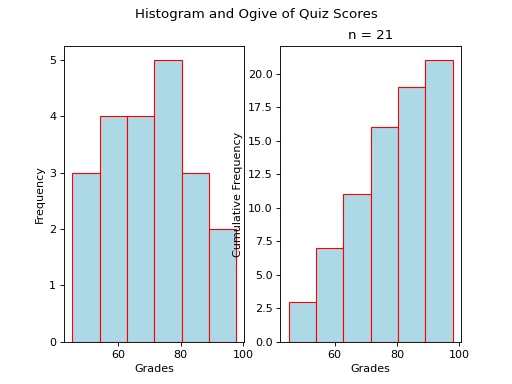 Histogram and Ogive of Quiz Scores
Frequency
5
4
3
2
1
0
60 80 100
Grades
n = 21
Cumulative Frequency
20.0
17.5
15.0
12.5
10.0
7.5
5.0
2.5
0.0
60 80 100
Grades